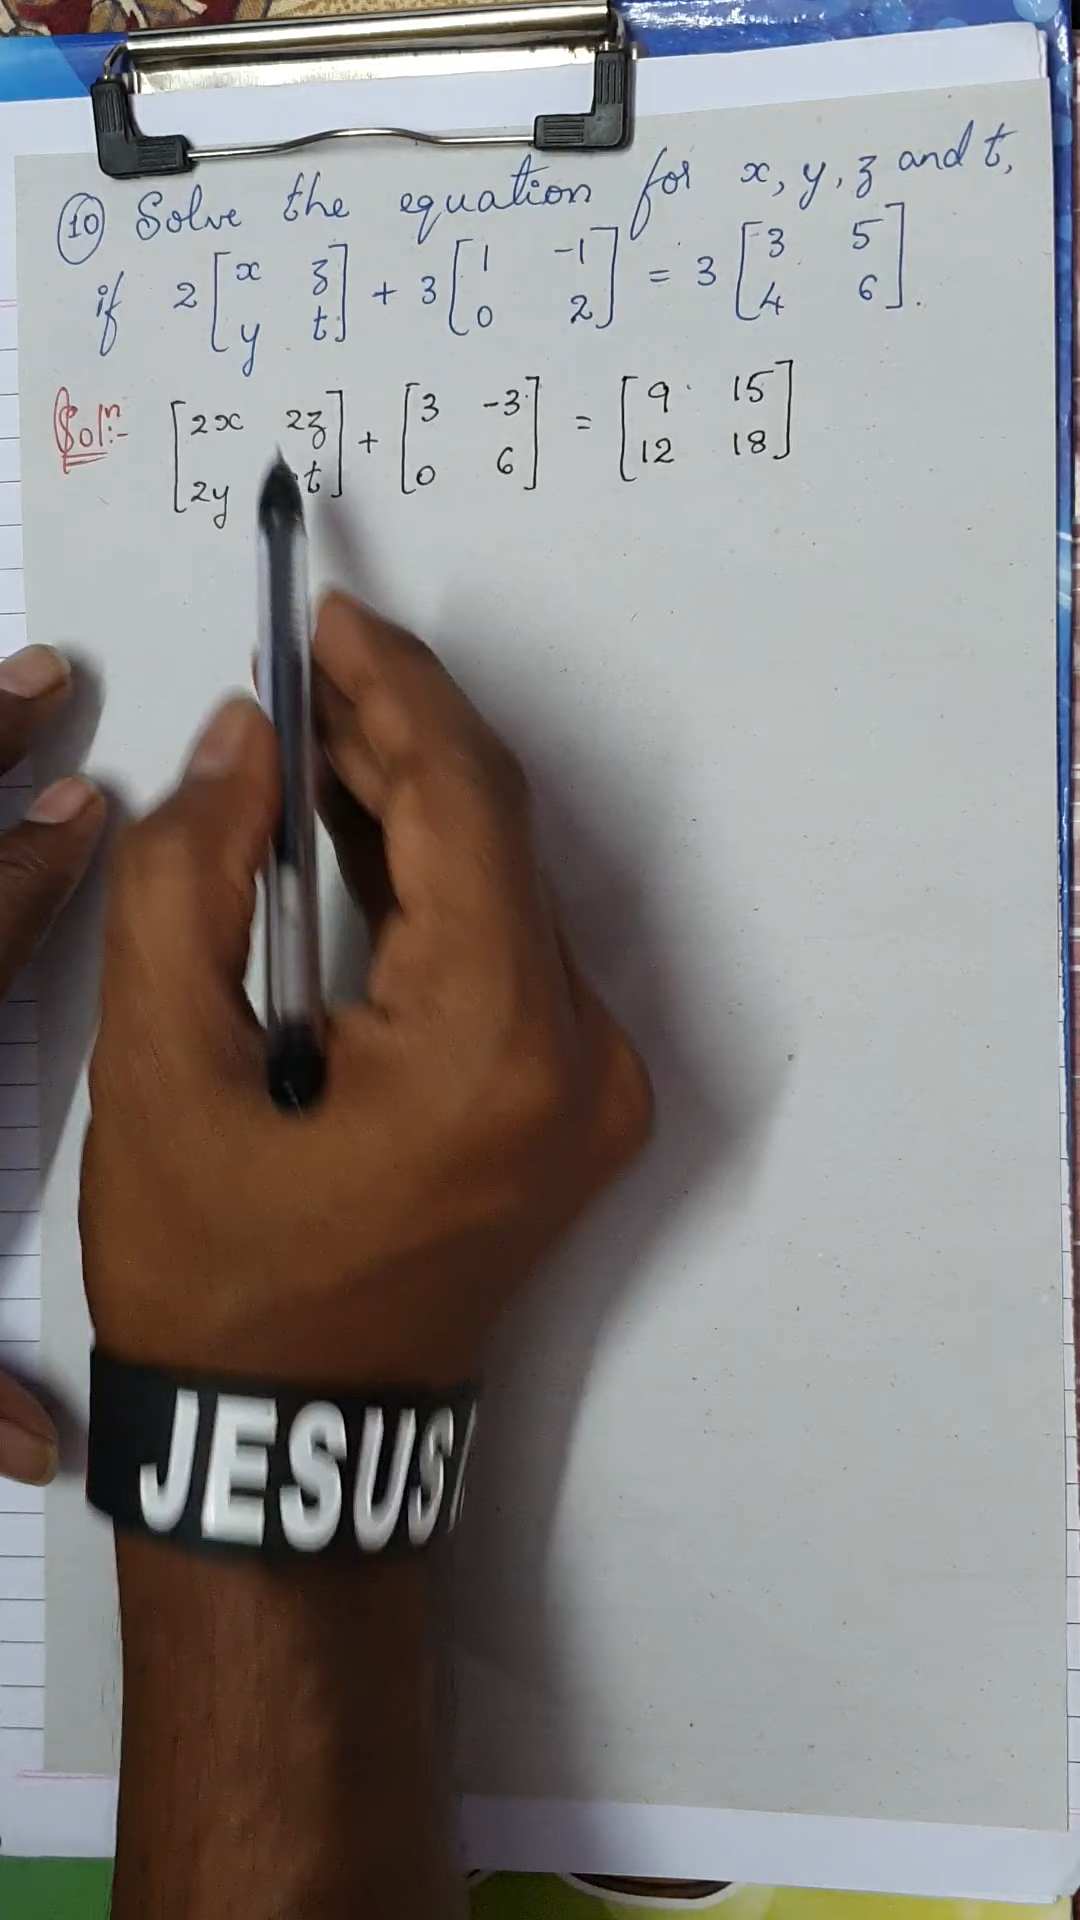 (10) Solve the equation for x, y, z and t,
if 2 [x z; y t] + 3 [1 -1; 0 2] = 3 [3 5; 4 6].
Solⁿ:- [2x 2z; 2y t] + [3 -3; 0 6] = [9 15; 12 18]
JESUS